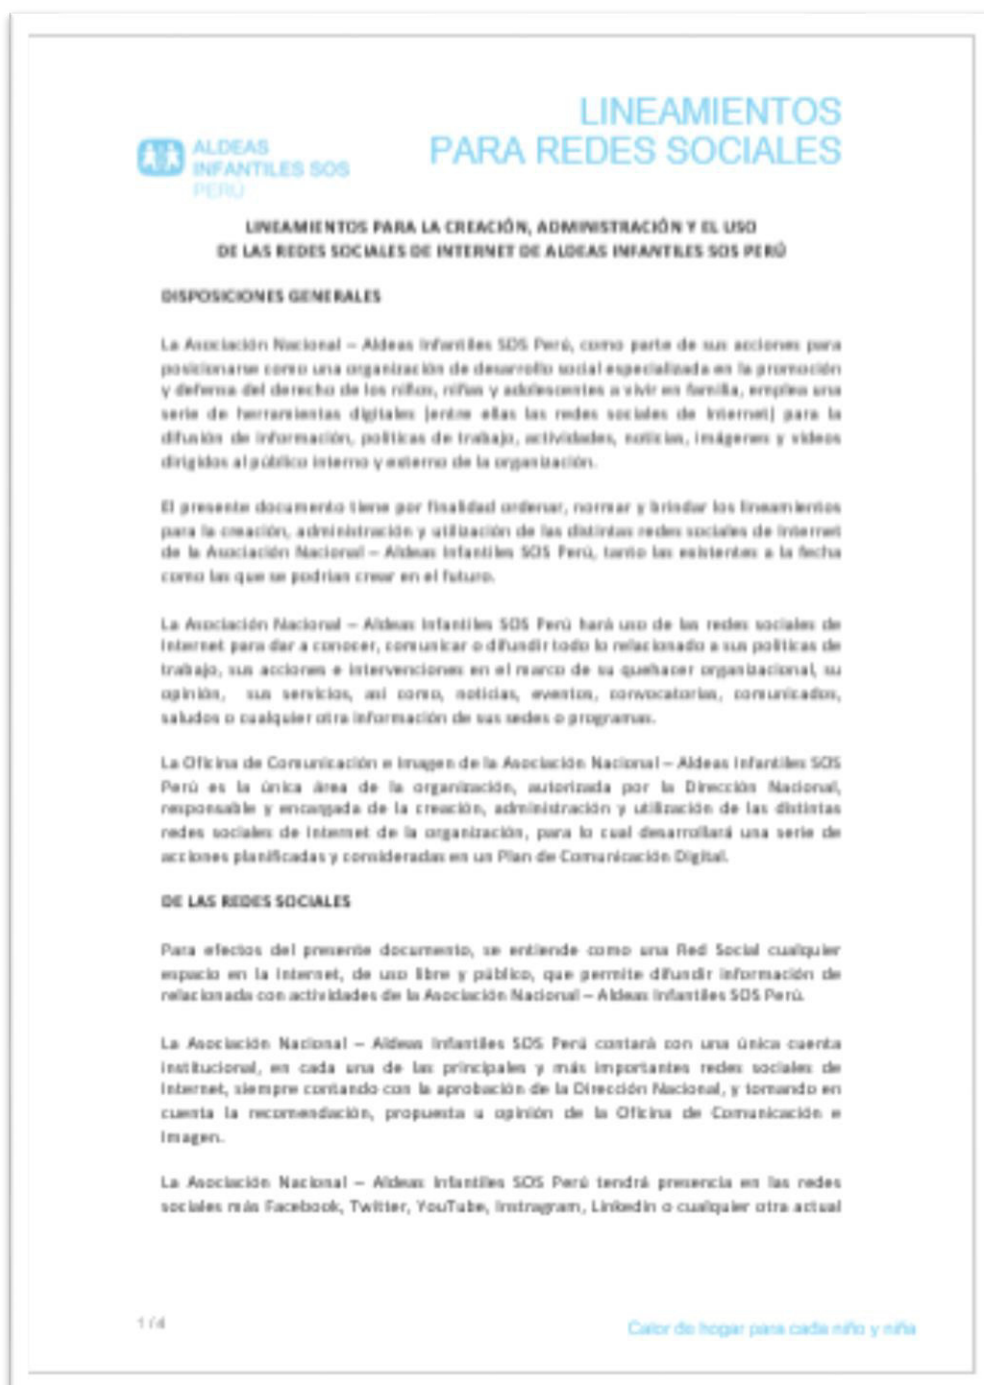 LINEAMIENTOS
PARA REDES SOCIALES
ALDEAS
INFANTILES SOS
PERÚ
LINEAMIENTOS PARA LA CREACIÓN, ADMINISTRACIÓN Y EL USO
DE LAS REDES SOCIALES DE INTERNET DE ALDEAS INFANTILES SOS PERÚ
DISPOSICIONES GENERALES
La Asociación Nacional – Aldeas Infantiles SOS Perú, como parte de sus acciones para
posicionarse como una organización de desarrollo social especializada en la promoción
y defensa del derecho de los niños, niñas y adolescentes a vivir en familia, emplea una
serie de herramientas digitales (entre ellas las redes sociales de Internet) para la
difusión de información, políticas de trabajo, actividades, noticias, imágenes y videos
dirigidos al público interno y externo de la organización.
El presente documento tiene por finalidad ordenar, normar y brindar los lineamientos
para la creación, administración y utilización de las distintas redes sociales de Internet
de la Asociación Nacional – Aldeas Infantiles SOS Perú, tanto las existentes a la fecha
como las que se podrían crear en el futuro.
La Asociación Nacional – Aldeas Infantiles SOS Perú hará uso de las redes sociales de
Internet para dar a conocer, comunicar o difundir todo lo relacionado a sus políticas de
trabajo, sus acciones e intervenciones en el marco de su quehacer organizacional, su
opinión, sus servicios, así como, noticias, eventos, convocatorias, comunicados,
saludos o cualquier otra información de sus sedes o programas.
La Oficina de Comunicación e Imagen de la Asociación Nacional – Aldeas Infantiles SOS
Perú es la única área de la organización, autorizada por la Dirección Nacional,
responsable y encargada de la creación, administración y utilización de las distintas
redes sociales de Internet de la organización, para lo cual desarrollará una serie de
acciones planificadas y consideradas en un Plan de Comunicación Digital.
DE LAS REDES SOCIALES
Para efectos del presente documento, se entiende como una Red Social cualquier
espacio en la Internet, de uso libre y público, que permite difundir información de
relacionada con actividades de la Asociación Nacional – Aldeas Infantiles SOS Perú.
La Asociación Nacional – Aldeas Infantiles SOS Perú contará con una única cuenta
institucional, en cada una de las principales y más importantes redes sociales de
Internet, siempre contando con la aprobación de la Dirección Nacional, y tomando en
cuenta la recomendación, propuesta u opinión de la Oficina de Comunicación e
Imagen.
La Asociación Nacional – Aldeas Infantiles SOS Perú tendrá presencia en las redes
sociales más Facebook, Twitter, YouTube, Instragram, LinkedIn o cualquier otra actual
1 / 4
Calor de hogar para cada niño y niña